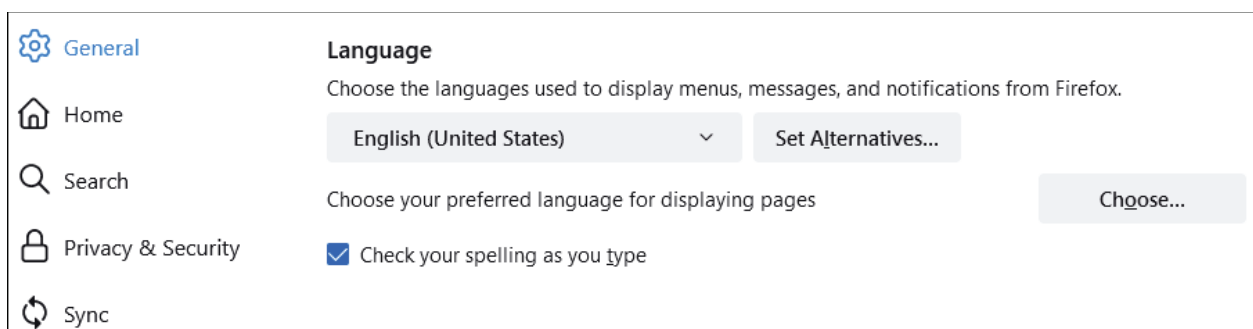 General
Home
Search
Privacy & Security
Sync
Language
Choose the languages used to display menus, messages, and notifications from Firefox.
English (United States)
Set Alternatives...
Choose your preferred language for displaying pages
Choose...
Check your spelling as you type